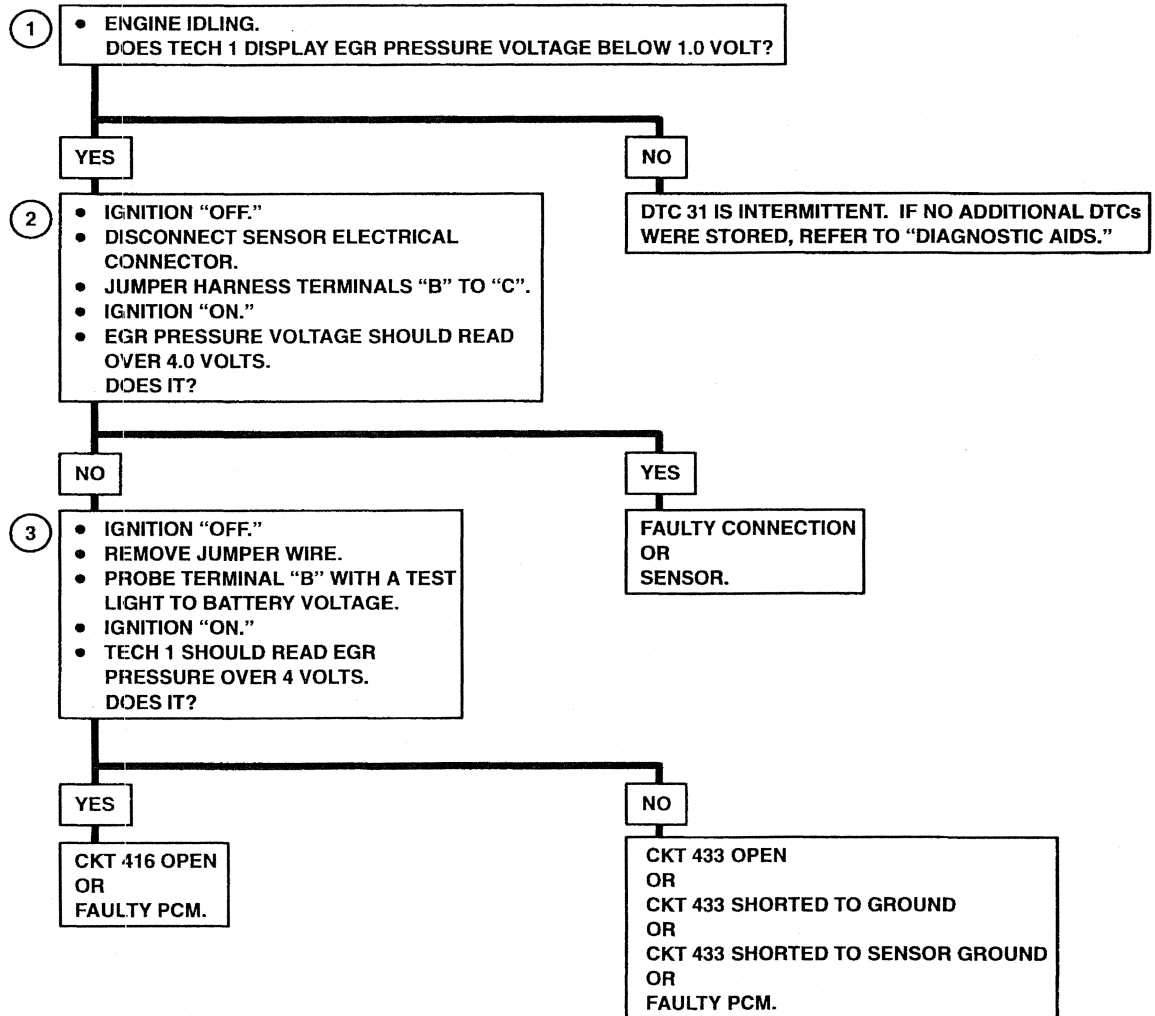 1
• ENGINE IDLING.
DOES TECH 1 DISPLAY EGR PRESSURE VOLTAGE BELOW 1.0 VOLT?
YES
NO
2
• IGNITION “OFF.”
• DISCONNECT SENSOR ELECTRICAL
CONNECTOR.
• JUMPER HARNESS TERMINALS “B” TO “C”.
• IGNITION “ON.”
• EGR PRESSURE VOLTAGE SHOULD READ
OVER 4.0 VOLTS.
DOES IT?
DTC 31 IS INTERMITTENT. IF NO ADDITIONAL DTCs
WERE STORED, REFER TO “DIAGNOSTIC AIDS.”
NO
YES
3
• IGNITION “OFF.”
• REMOVE JUMPER WIRE.
• PROBE TERMINAL “B” WITH A TEST
LIGHT TO BATTERY VOLTAGE.
• IGNITION “ON.”
• TECH 1 SHOULD READ EGR
PRESSURE OVER 4 VOLTS.
DOES IT?
FAULTY CONNECTION
OR
SENSOR.
YES
NO
CKT 416 OPEN
OR
FAULTY PCM.
CKT 433 OPEN
OR
CKT 433 SHORTED TO GROUND
OR
CKT 433 SHORTED TO SENSOR GROUND
OR
FAULTY PCM.